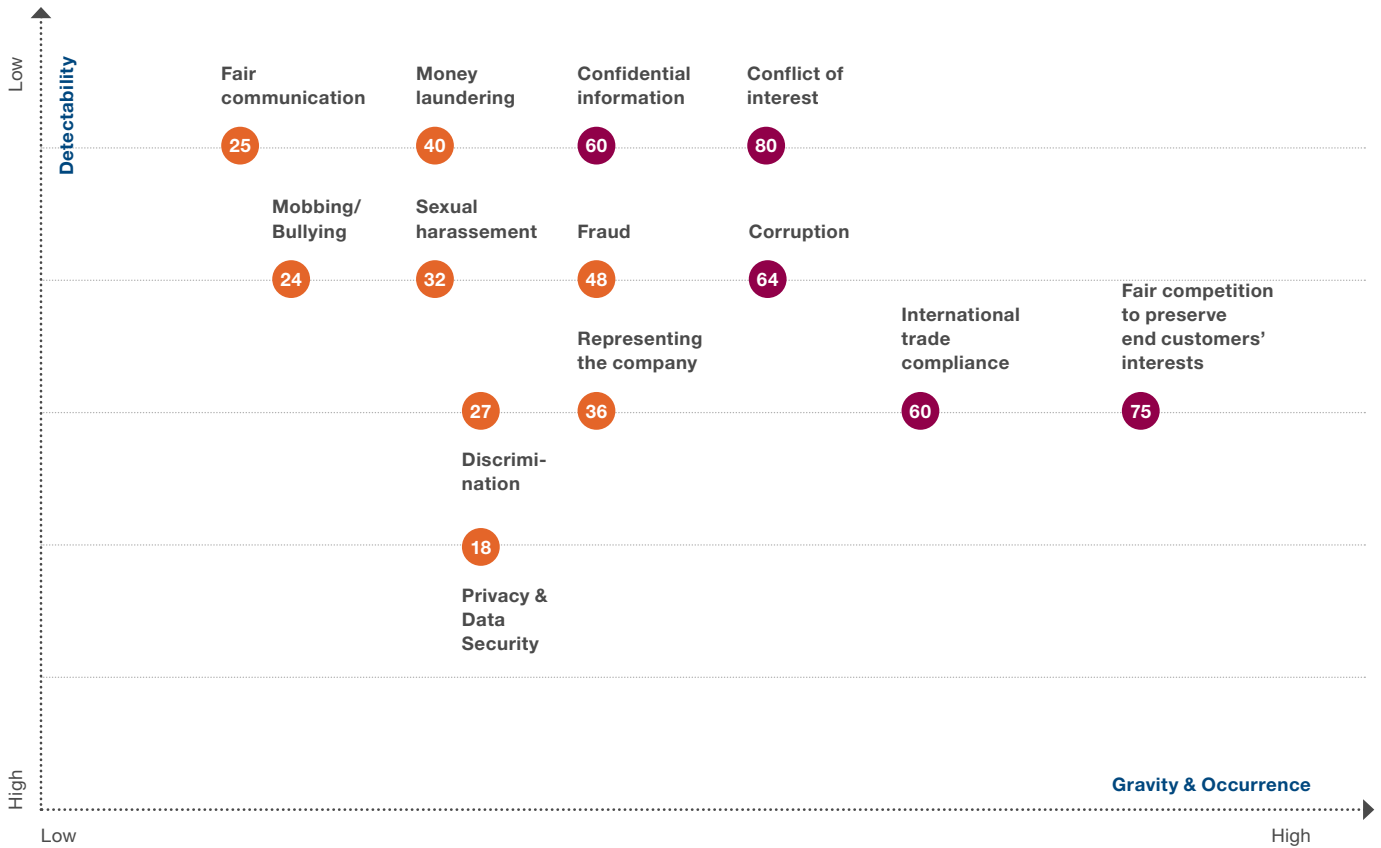 Low
Detectability
Fair
communication
25
Money
laundering
40
Confidential
information
60
Conflict of
interest
80
Mobbing/
Bullying
24
Sexual
harassement
32
Fraud
48
Corruption
64
Representing
the company
36
International
trade
compliance
60
Fair competition
to preserve
end customers’
interests
75
27
Discrimi-
nation
18
Privacy &
Data
Security
High
Gravity & Occurrence
Low
High